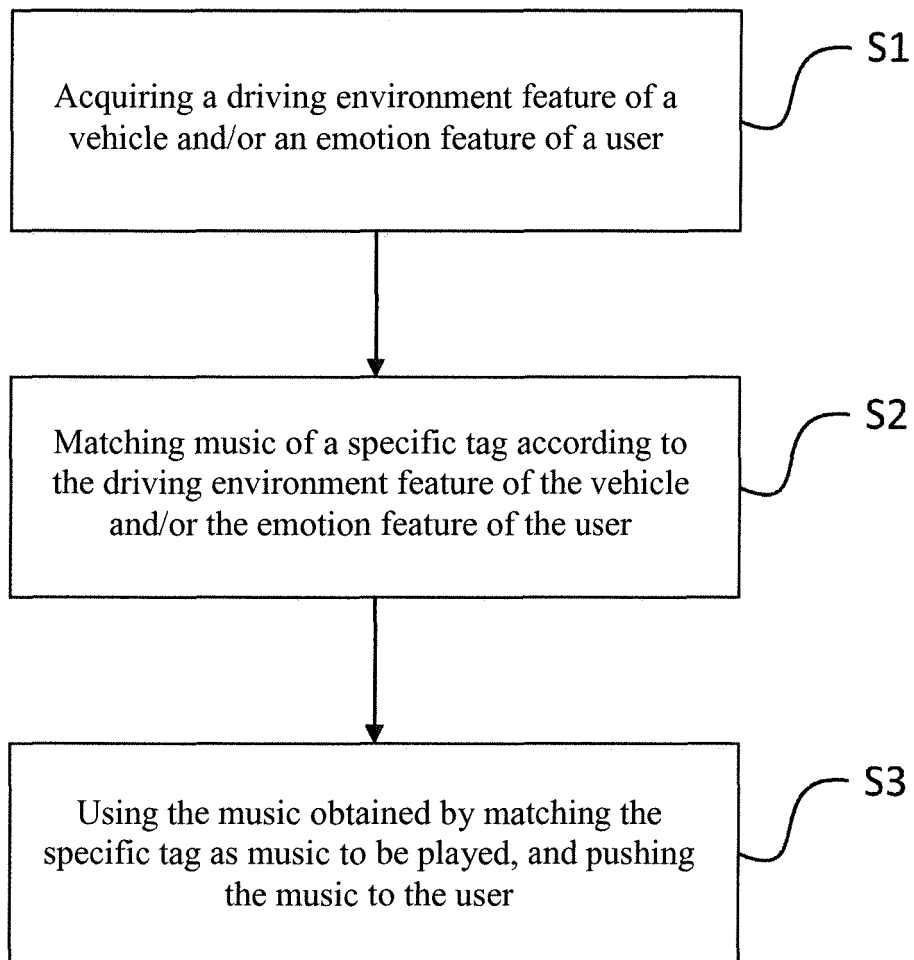 S1
Acquiring a driving environment feature of a
vehicle and/or an emotion feature of a user
S2
Matching music of a specific tag according to
the driving environment feature of the vehicle
and/or the emotion feature of the user
S3
Using the music obtained by matching the
specific tag as music to be played, and pushing
the music to the user